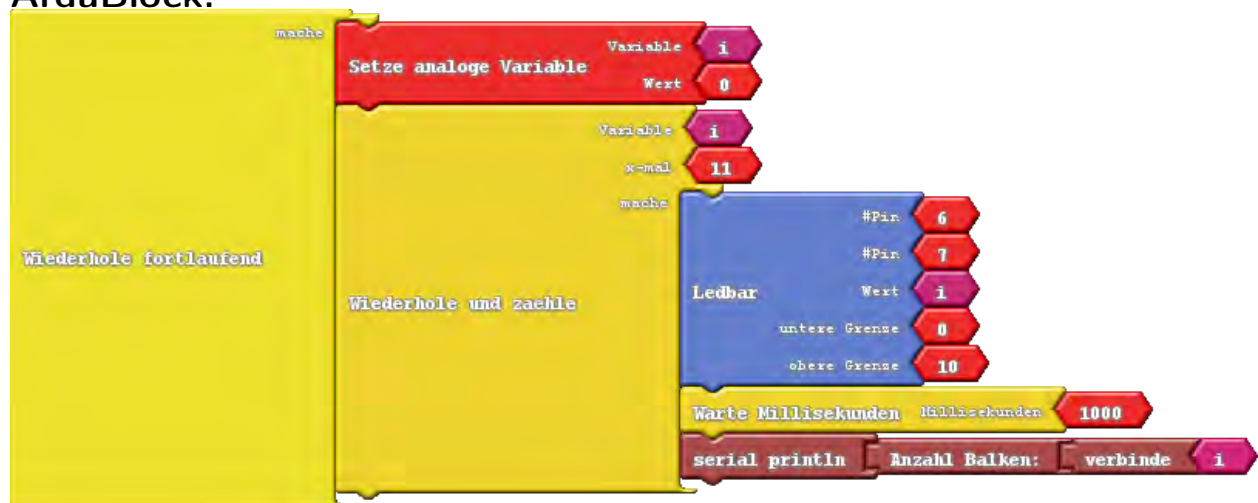 ArduBlock:
mache
Variable i
Setze analoge Variable
Wert 0
Variable i
x-mal 11
mache
#Pin 6
#Pin 7
Wiederhole fortlaufend
Ledbar Wert i
Wiederhole und zaehle
untere Grenze 0
obere Grenze 10
Warte Millisekunden Millisekunden 1000
serial println Anzahl Balken: verbinde i